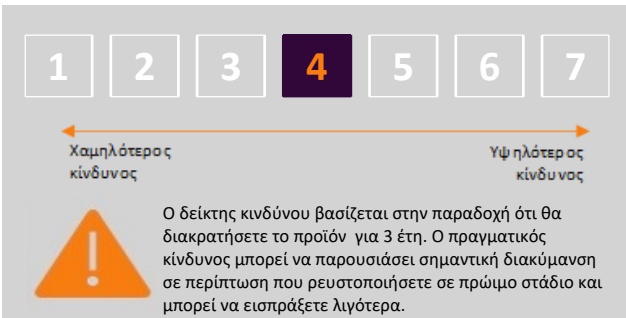 1 2 3 4 5 6 7
Χαμηλότερος Υψηλότερος
κίνδυνος κίνδυνος
Ο δείκτης κινδύνου βασίζεται στην παραδοχή ότι θα
διακρατήσετε το προϊόν για 3 έτη. Ο πραγματικός
κίνδυνος μπορεί να παρουσιάσει σημαντική διακύμανση
σε περίπτωση που ρευστοποιήσετε σε πρώιμο στάδιο και
μπορεί να εισπράξετε λιγότερα.